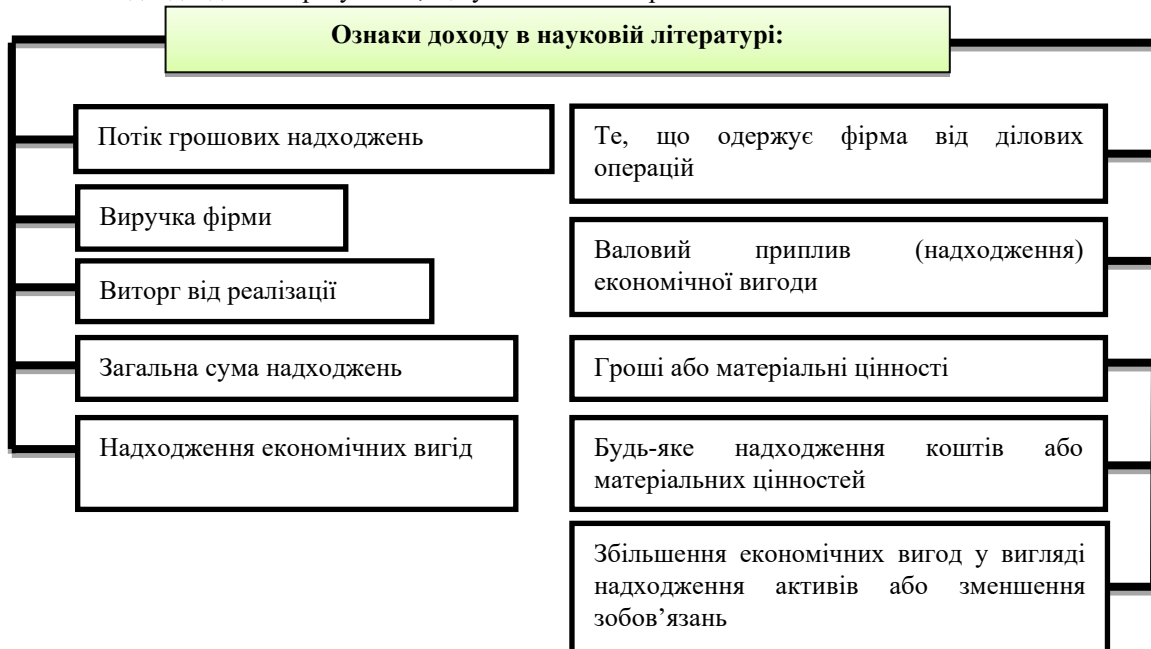 Ознаки доходу в науковій літературі:
Потік грошових надходжень
Виручка фірми
Виторг від реалізації
Загальна сума надходжень
Надходження економічних вигід
Те, що одержує фірма від ділових
операцій
Валовий приплив (надходження)
економічної вигоди
Гроші або матеріальні цінності
Будь-яке надходження коштів або
матеріальних цінностей
Збільшення економічних вигод у вигляді
надходження активів або зменшення
зобов’язань